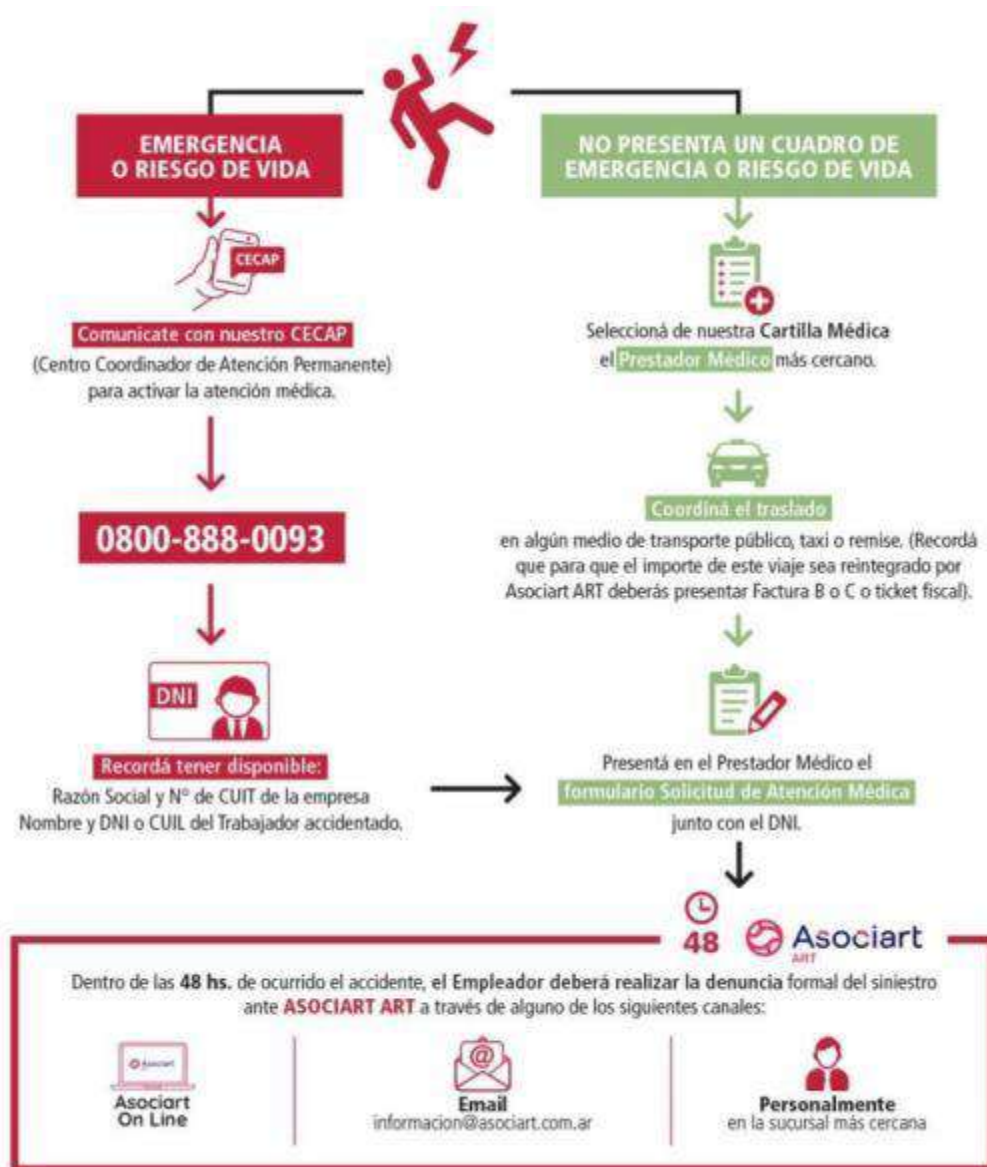 EMERGENCIA
O RIESGO DE VIDA
CECAP
Comunicate con nuestro CECAP
(Centro Coordinador de Atención Permanente)
para activar la atención médica.
0800-888-0093
DNI
Recordá tener disponible:
Razón Social y N° de CUIT de la empresa
Nombre y DNI o CUIL del Trabajador accidentado.
NO PRESENTA UN CUADRO DE
EMERGENCIA O RIESGO DE VIDA
Seleccioná de nuestra Cartilla Médica
el Prestador Médico más cercano.
Coordiná el traslado
en algún medio de transporte público, taxi o remise. (Recordá
que para que el importe de este viaje sea reintegrado por
Asociart ART deberás presentar Factura B o C o ticket fiscal).
Presentá en el Prestador Médico el
formulario Solicitud de Atención Médica
junto con el DNI.
48
Asociart
ART
Dentro de las 48 hs. de ocurrido el accidente, el Empleador deberá realizar la denuncia formal del siniestro
ante ASOCIART ART a través de alguno de los siguientes canales:
Asociart
Asociart
On Line
@
Email
informacion@asociart.com.ar
Personalmente
en la sucursal más cercana